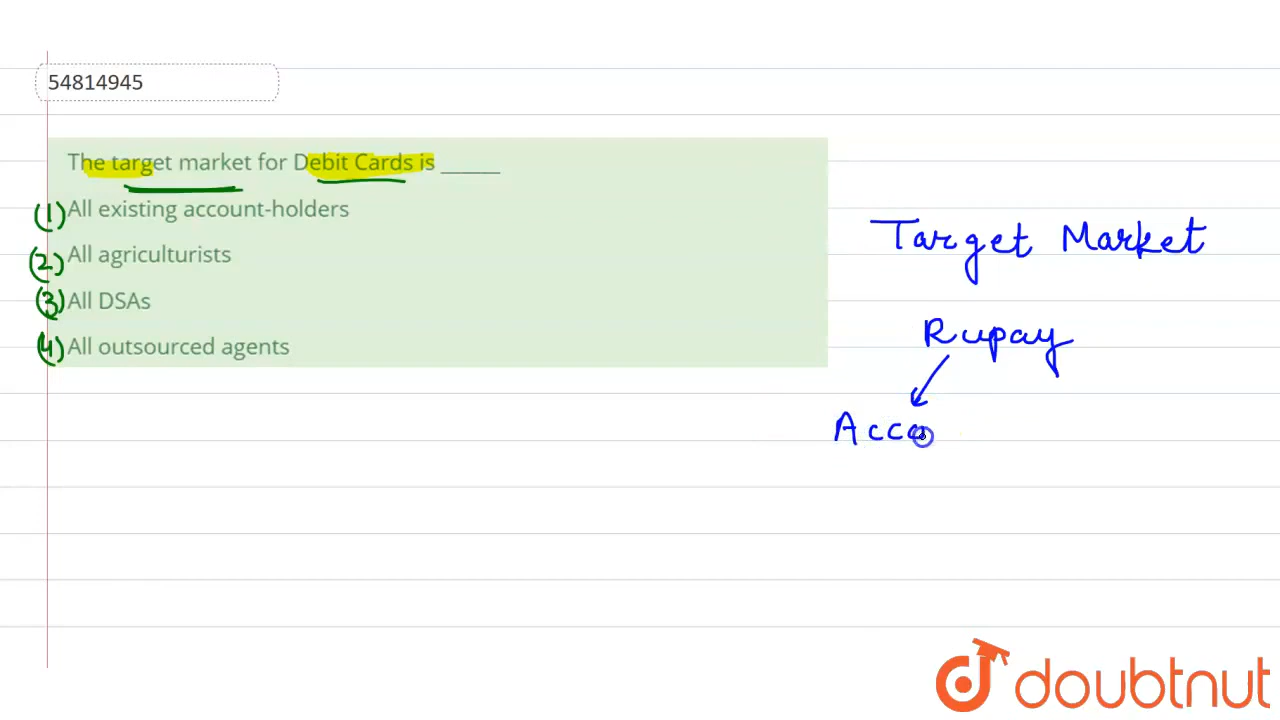 54814945
The target market for Debit Cards is _____
(1) All existing account-holders
(2) All agriculturists
(3) All DSAs
(4) All outsourced agents
Target Market
Rupay
Acco
doubtnut